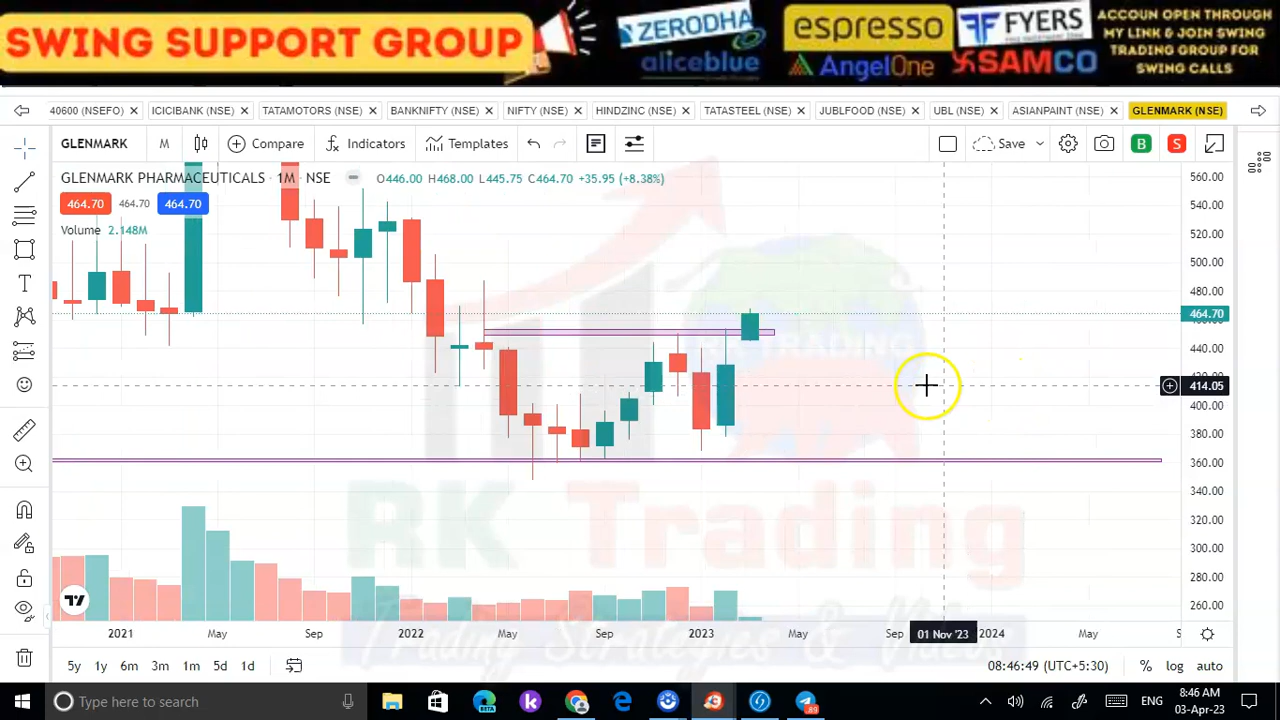 SWING SUPPORT GROUP
ZERODHA
aliceblue
espresso
AngelOne
FYERS
SAMCO
ACCOUN OPEN THROUGH
MY LINK & JOIN SWING
TRADING GROUP FOR
SWING CALLS
40600 (NSEFO) ICICIBANK (NSE) TATAMOTORS (NSE) BANKNIFTY (NSE) NIFTY (NSE) HINDZINC (NSE) TATASTEEL (NSE) JUBLFOOD (NSE) UBL (NSE) ASIANPAINT (NSE) GLENMARK (NSE)
GLENMARK M Compare Indicators Templates Save B S
GLENMARK PHARMACEUTICALS · 1M · NSE O446.00 H468.00 L445.75 C464.70 +35.95 (+8.38%)
464.70 464.70 464.70
Volume 2.148M
560.00
540.00
520.00
500.00
480.00
464.70
440.00
414.05
400.00
380.00
360.00
340.00
320.00
300.00
280.00
260.00
RK Trading
Trading Strategies & Videos
2021 May Sep 2022 May Sep 2023 May Sep 01 Nov '23 2024 May S
5y 1y 6m 3m 1m 5d 1d 08:46:49 (UTC+5:30) % log auto
Type here to search
BETA
89
ENG
8:46 AM
03-Apr-23